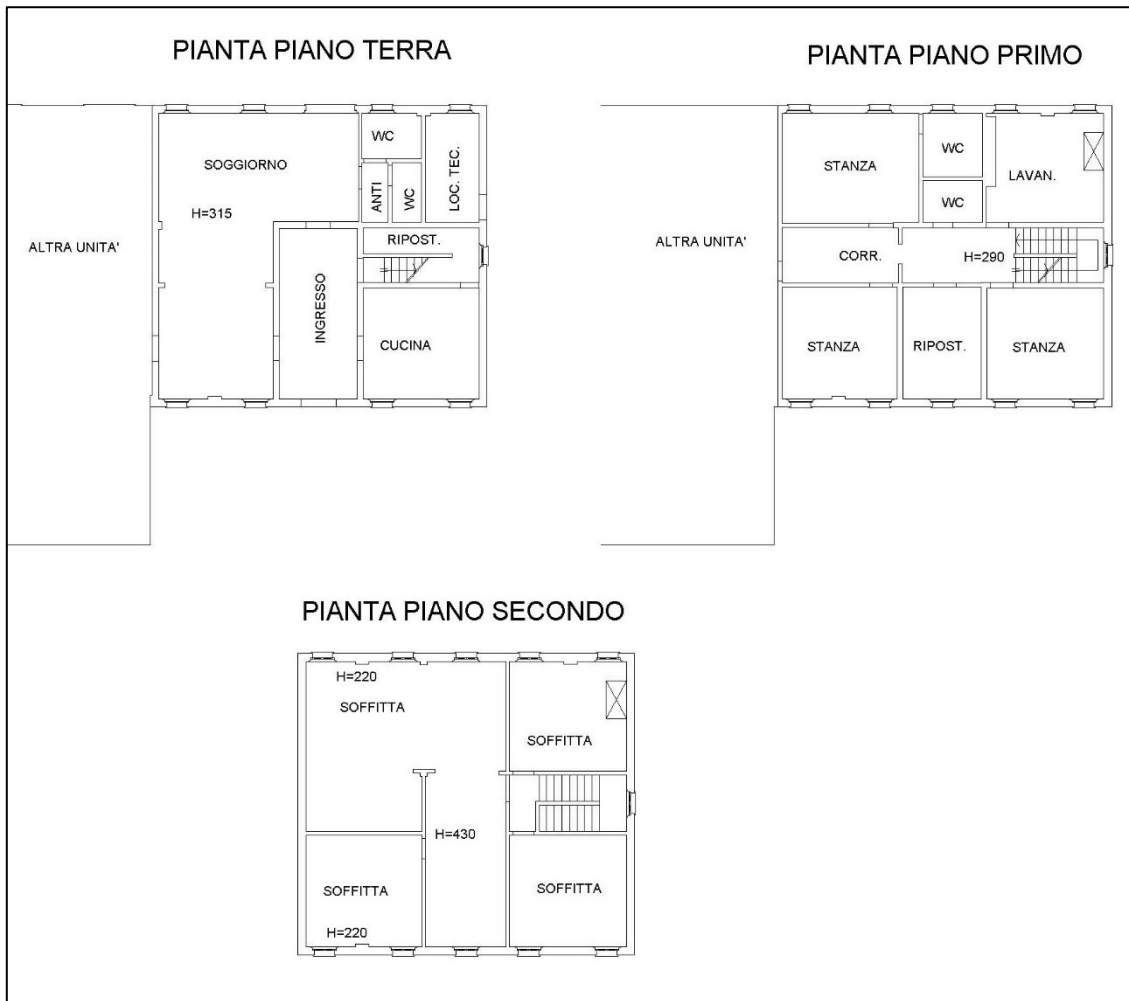 PIANTA PIANO TERRA
WC
SOGGIORNO
ANTI
WC
LOC. TEC.
H=315
ALTRA UNITA'
RIPOST.
INGRESSO
CUCINA
PIANTA PIANO PRIMO
WC
STANZA
LAVAN.
WC
ALTRA UNITA'
CORR.
H=290
STANZA
RIPOST.
STANZA
PIANTA PIANO SECONDO
H=220
SOFFITTA
SOFFITTA
H=430
SOFFITTA
SOFFITTA
H=220